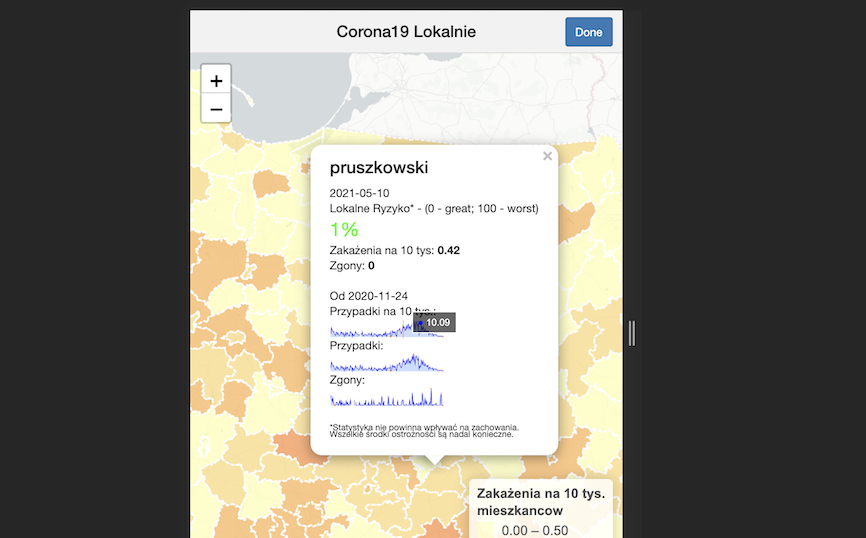 Corona19 Lokalnie
Done
+
−
×
pruszkowski
2021-05-10
Lokalne Ryzyko* - (0 - great; 100 - worst)
1%
Zakażenia na 10 tys: 0.42
Zgony: 0
Od 2020-11-24
Przypadki na 10 tys.:
10.09
Przypadki:
Zgony:
*Statystyka nie powinna wpływać na zachowania.
Wszelkie środki ostrożności są nadal konieczne.
Zakażenia na 10 tys.
mieszkancow
0.00 – 0.50